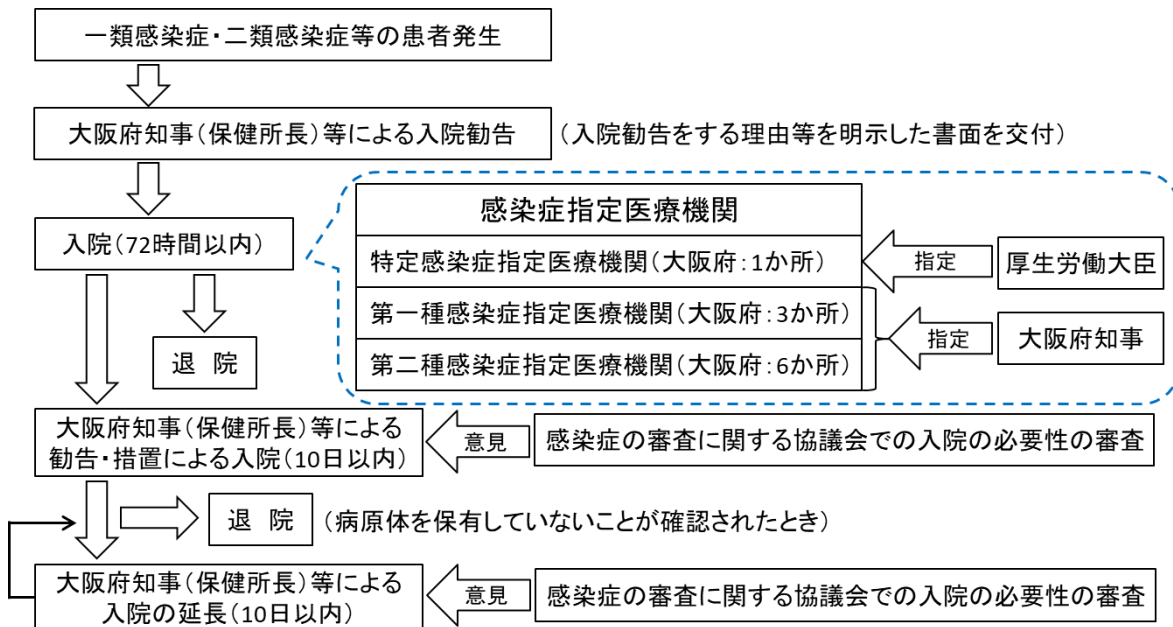 一類感染症・二類感染症等の患者発生
大阪府知事(保健所長)等による入院勧告
(入院勧告をする理由等を明示した書面を交付)
入院(72時間以内)
感染症指定医療機関
特定感染症指定医療機関(大阪府:1か所)
指定
厚生労働大臣
第一種感染症指定医療機関(大阪府:3か所)
第二種感染症指定医療機関(大阪府:6か所)
指定
大阪府知事
退 院
大阪府知事(保健所長)等による
勧告・措置による入院(10日以内)
意見
感染症の審査に関する協議会での入院の必要性の審査
退 院
(病原体を保有していないことが確認されたとき)
大阪府知事(保健所長)等による
入院の延長(10日以内)
意見
感染症の審査に関する協議会での入院の必要性の審査